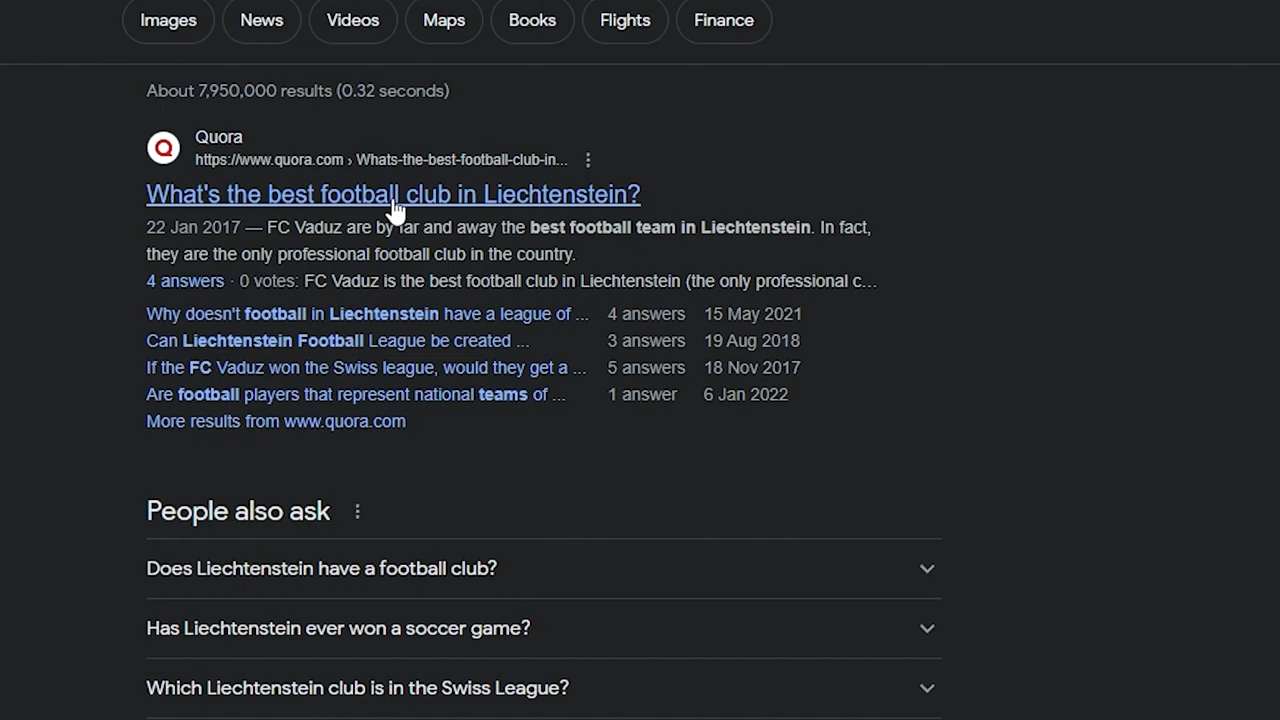 Images News Videos Maps Books Flights Finance
About 7,950,000 results (0.32 seconds)
Quora
https://www.quora.com › Whats-the-best-football-club-in...
What's the best football club in Liechtenstein?
22 Jan 2017 — FC Vaduz are by far and away the best football team in Liechtenstein. In fact,
they are the only professional football club in the country.
4 answers · 0 votes: FC Vaduz is the best football club in Liechtenstein (the only professional c...
Why doesn't football in Liechtenstein have a league of ... 4 answers 15 May 2021
Can Liechtenstein Football League be created ... 3 answers 19 Aug 2018
If the FC Vaduz won the Swiss league, would they get a ... 5 answers 18 Nov 2017
Are football players that represent national teams of ... 1 answer 6 Jan 2022
More results from www.quora.com
People also ask
Does Liechtenstein have a football club?
Has Liechtenstein ever won a soccer game?
Which Liechtenstein club is in the Swiss League?